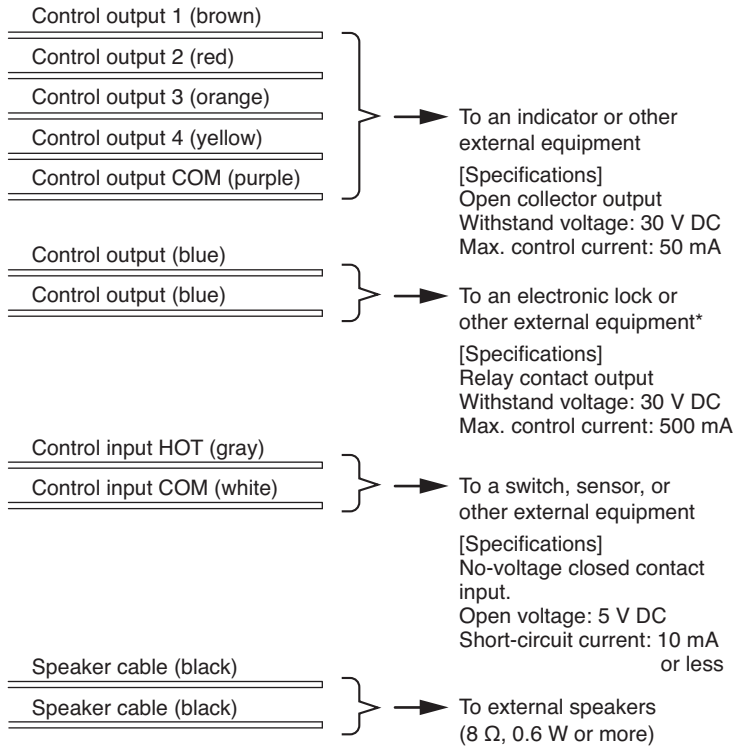 Control output 1 (brown)
Control output 2 (red)
Control output 3 (orange)
Control output 4 (yellow)
Control output COM (purple)
To an indicator or other
external equipment
[Specifications]
Open collector output
Withstand voltage: 30 V DC
Max. control current: 50 mA
Control output (blue)
Control output (blue)
To an electronic lock or
other external equipment*
[Specifications]
Relay contact output
Withstand voltage: 30 V DC
Max. control current: 500 mA
Control input HOT (gray)
Control input COM (white)
To a switch, sensor, or
other external equipment
[Specifications]
No-voltage closed contact
input.
Open voltage: 5 V DC
Short-circuit current: 10 mA
or less
Speaker cable (black)
Speaker cable (black)
To external speakers
(8 Ω, 0.6 W or more)